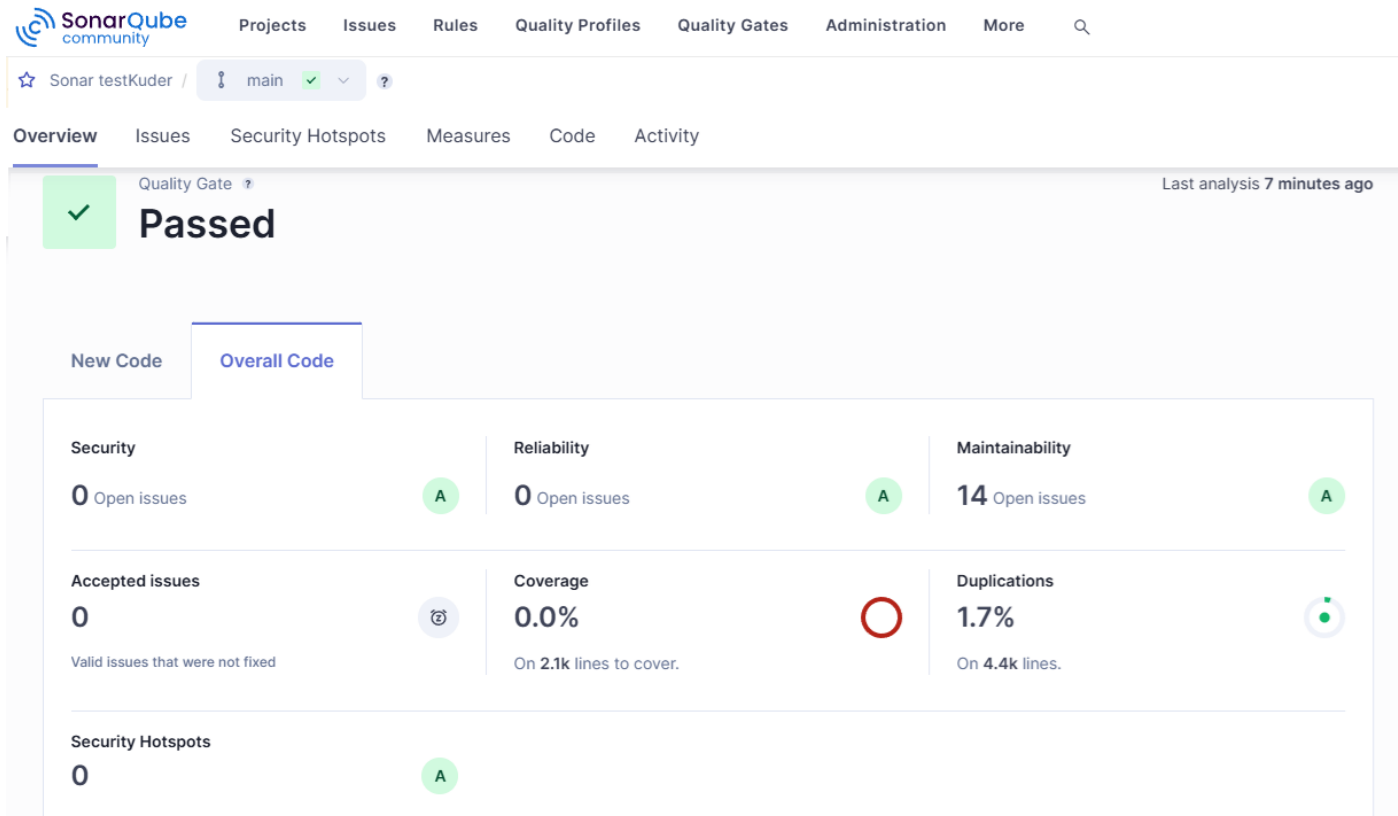 SonarQube community Projects Issues Rules Quality Profiles Quality Gates Administration More
Sonar testKuder / main ?
Overview Issues Security Hotspots Measures Code Activity
Quality Gate ? Last analysis 7 minutes ago
Passed
New Code Overall Code
Security Reliability Maintainability
0 Open issues A 0 Open issues A 14 Open issues A
Accepted issues Coverage Duplications
0 0.0% 1.7%
Valid issues that were not fixed On 2.1k lines to cover. On 4.4k lines.
Security Hotspots
0 A